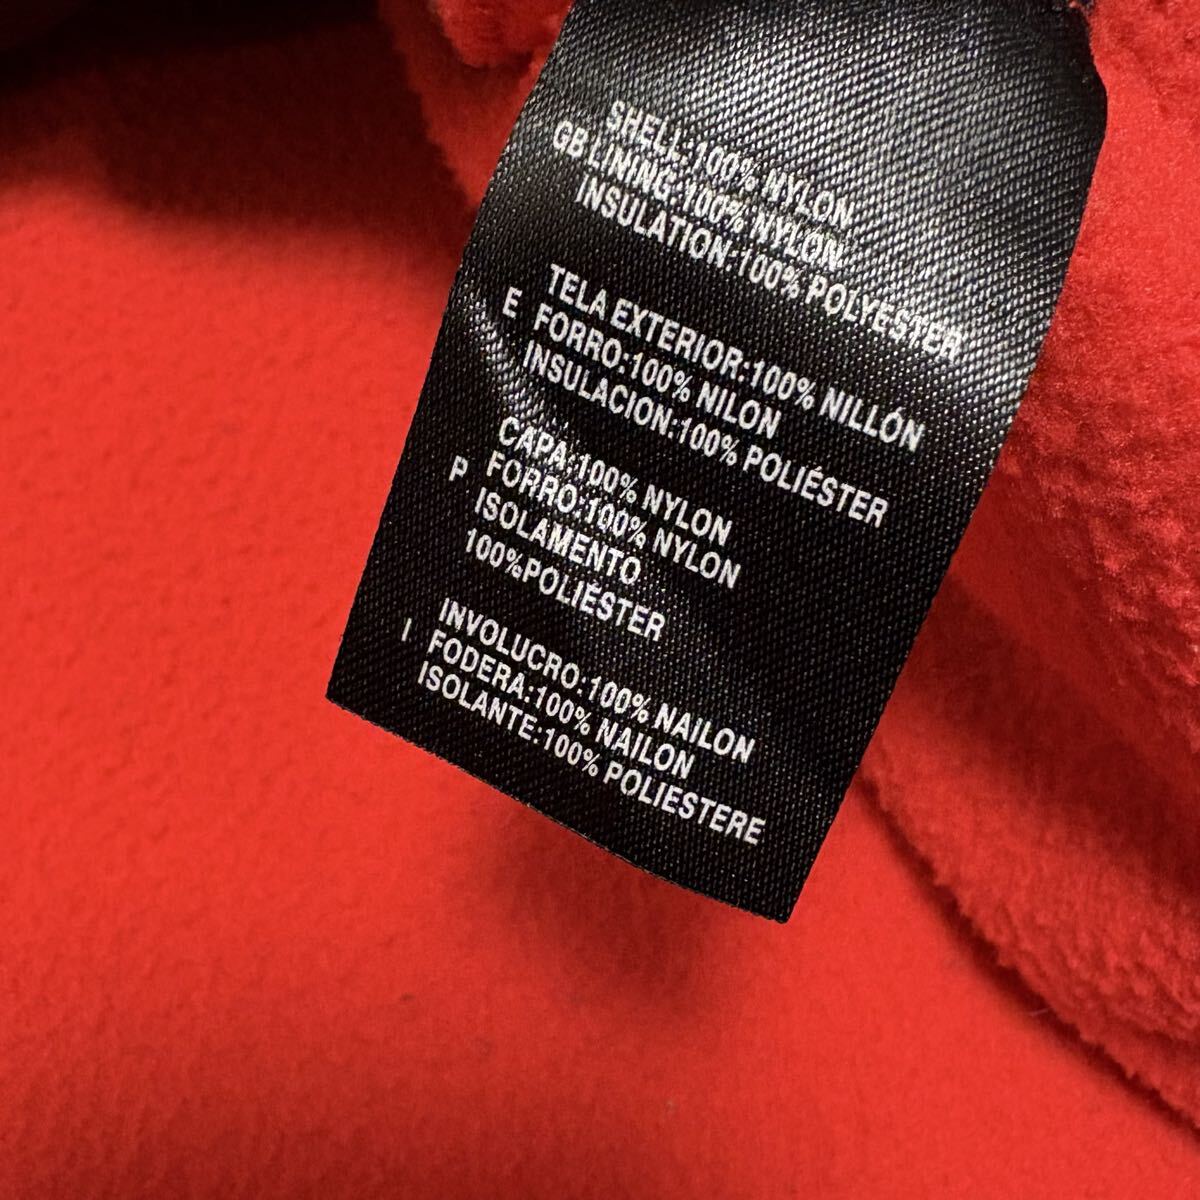 SHELL:100% NYLON
GB LINING:100% NYLON
INSULATION:100% POLYESTER
TELA EXTERIOR:100% NILLÓN
E FORRO:100% NILON
INSULACION:100% POLIÉSTER
CAPA:100% NYLON
P FORRO:100% NYLON
ISOLAMENTO
100%POLIÉSTER
INVOLUCRO:100% NAILON
I FODERA:100% NAILON
ISOLANTE:100% POLIESTERE